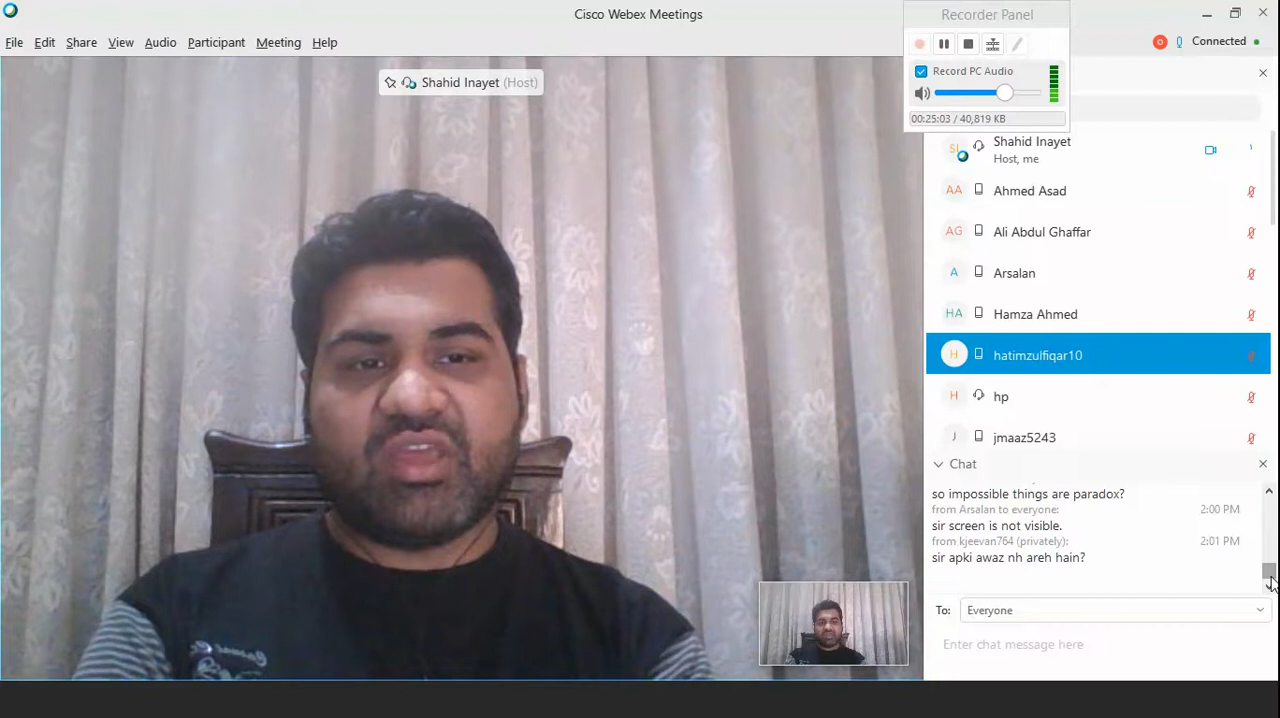 Cisco Webex Meetings
File Edit Share View Audio Participant Meeting Help
Recorder Panel
Record PC Audio
00:25:03 / 40,819 KB
Connected
Shahid Inayet (Host)
SI Shahid Inayet
Host, me
AA Ahmed Asad
AG Ali Abdul Ghaffar
A Arsalan
HA Hamza Ahmed
H hatimzulfiqar10
H hp
J jmaaz5243
Chat
so impossible things are paradox?
from Arsalan to everyone: 2:00 PM
sir screen is not visible.
from kjeevan764 (privately): 2:01 PM
sir apki awaz nh areh hain?
To: Everyone
Enter chat message here